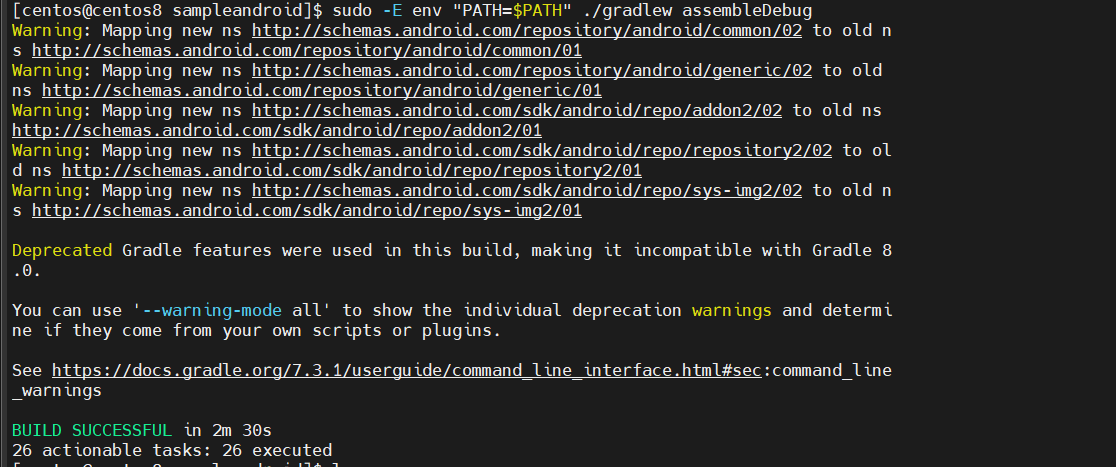 [centos@centos8 sampleandroid]$ sudo -E env "PATH=$PATH" ./gradlew assembleDebug
Warning: Mapping new ns http://schemas.android.com/repository/android/common/02 to old n
s http://schemas.android.com/repository/android/common/01
Warning: Mapping new ns http://schemas.android.com/repository/android/generic/02 to old
ns http://schemas.android.com/repository/android/generic/01
Warning: Mapping new ns http://schemas.android.com/sdk/android/repo/addon2/02 to old ns
http://schemas.android.com/sdk/android/repo/addon2/01
Warning: Mapping new ns http://schemas.android.com/sdk/android/repo/repository2/02 to ol
d ns http://schemas.android.com/sdk/android/repo/repository2/01
Warning: Mapping new ns http://schemas.android.com/sdk/android/repo/sys-img2/02 to old n
s http://schemas.android.com/sdk/android/repo/sys-img2/01
Deprecated Gradle features were used in this build, making it incompatible with Gradle 8
.0.
You can use '--warning-mode all' to show the individual deprecation warnings and determi
ne if they come from your own scripts or plugins.
See https://docs.gradle.org/7.3.1/userguide/command_line_interface.html#sec:command_line
_warnings
BUILD SUCCESSFUL in 2m 30s
26 actionable tasks: 26 executed